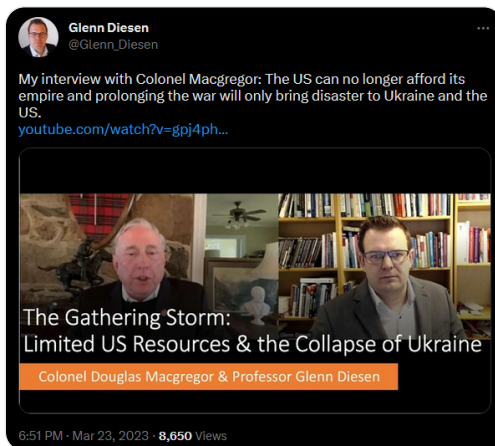 Glenn Diesen
@Glenn_Diesen
My interview with Colonel Macgregor: The US can no longer afford its
empire and prolonging the war will only bring disaster to Ukraine and the
US.
youtube.com/watch?v=gpj4ph...
The Gathering Storm:
Limited US Resources & the Collapse of Ukraine
Colonel Douglas Macgregor & Professor Glenn Diesen
6:51 PM · Mar 23, 2023 · 8,650 Views